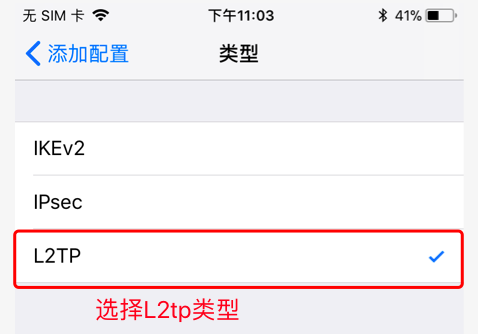 无 SIM 卡 下午11:03 41%
添加配置 类型
IKEv2
IPsec
L2TP
选择L2tp类型